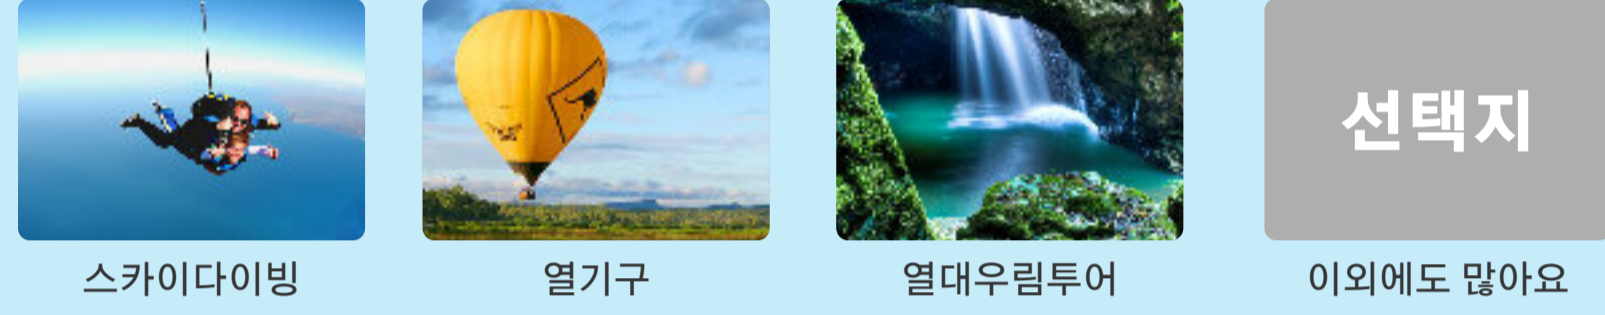 선택지
스카이다이빙
열기구
열대우림투어
이외에도 많아요